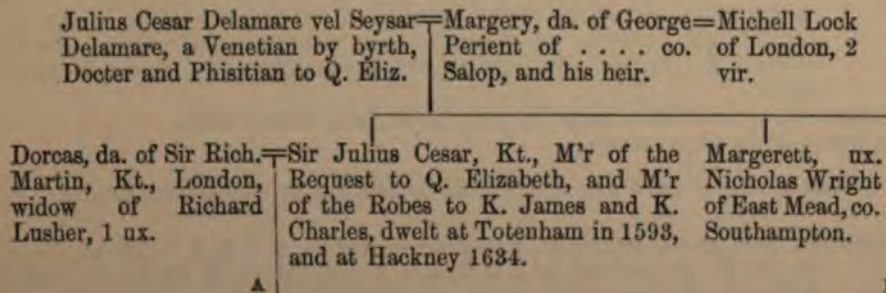 Julius Cesar Delamare vel Seysar
Delamare, a Venetian by byrth,
Docter and Phisitian to Q. Eliz.
Margery, da. of George
Perient of . . . . co.
Salop, and his heir.
Michell Lock
of London, 2
vir.
Dorcas, da. of Sir Rich.
Martin, Kt., London,
widow of Richard
Lusher, 1 ux.
Sir Julius Cesar, Kt., M'r of the
Request to Q. Elizabeth, and M'r
of the Robes to K. James and K.
Charles, dwelt at Totenham in 1593,
and at Hackney 1634.
Margerett, ux.
Nicholas Wright
of East Mead, co.
Southampton.
A